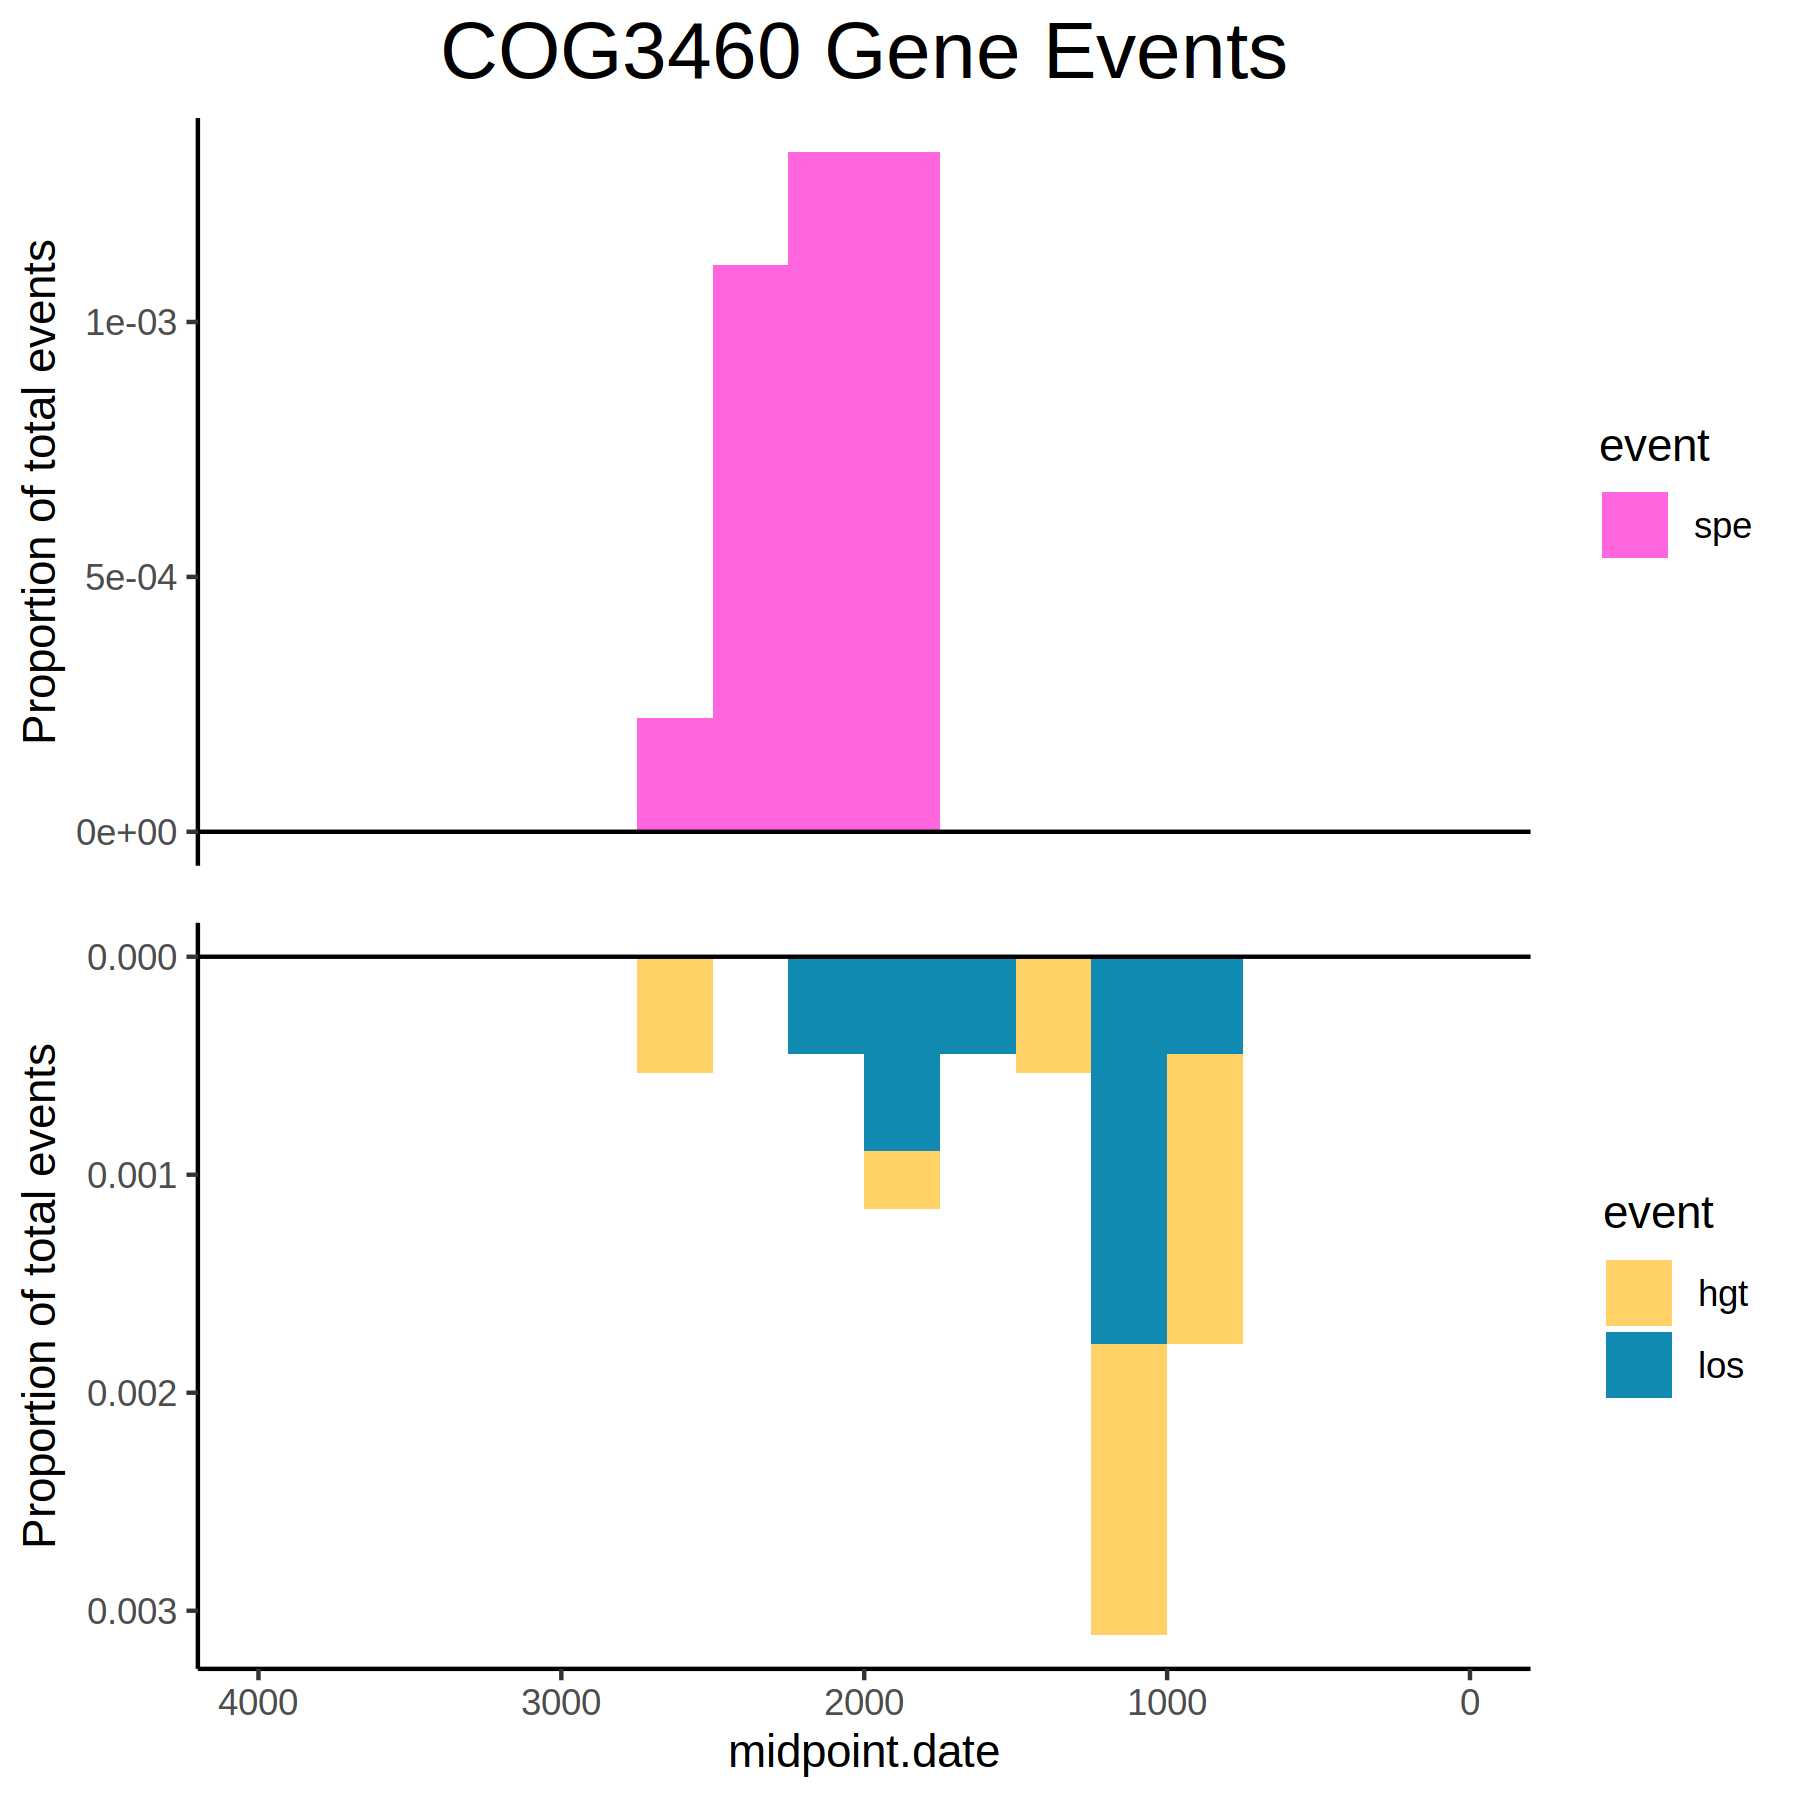 COG3460 Gene Events
Proportion of total events
1e-03
5e-04
0e+00
event
spe
Proportion of total events
0.000
0.001
0.002
0.003
event
hgt
los
4000 3000 2000 1000 0
midpoint.date